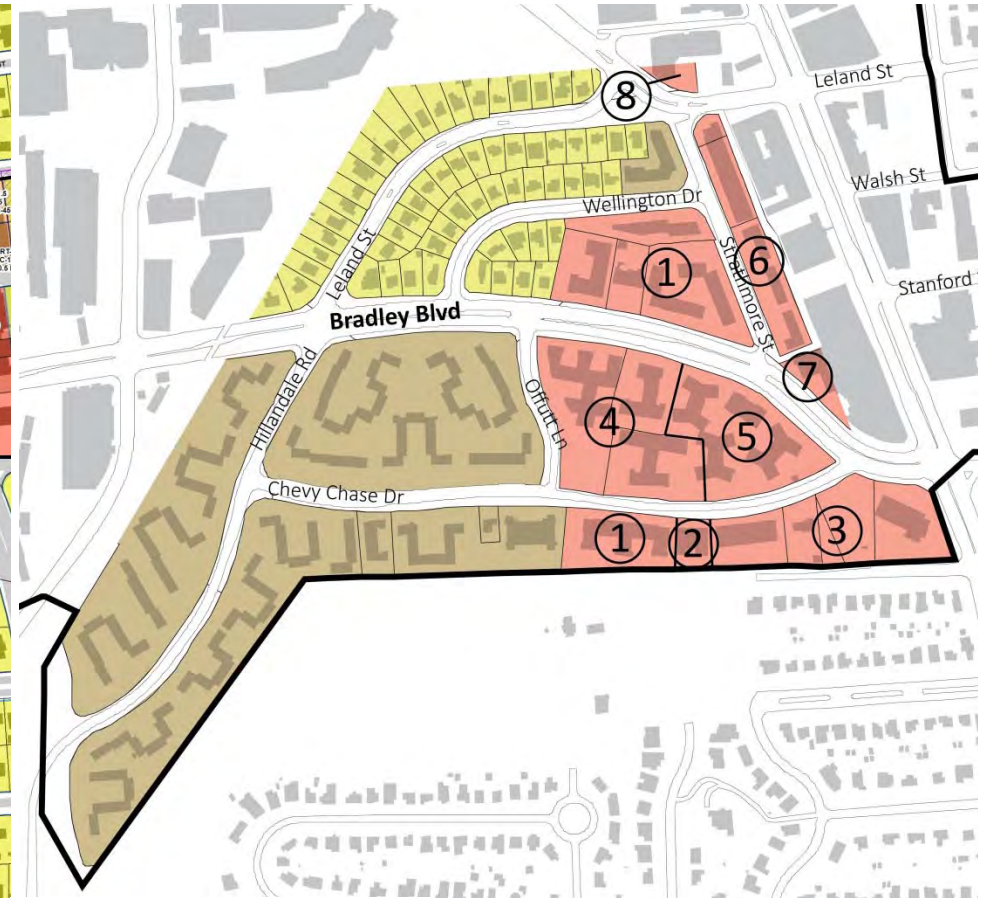 Leland St
8
Walsh St
Wellington Dr
1
Strathmore St
6
Stanford
Leland St
Bradley Blvd
7
Hillandale Rd
Offutt Ln
4
5
Chevy Chase Dr
1
2
3